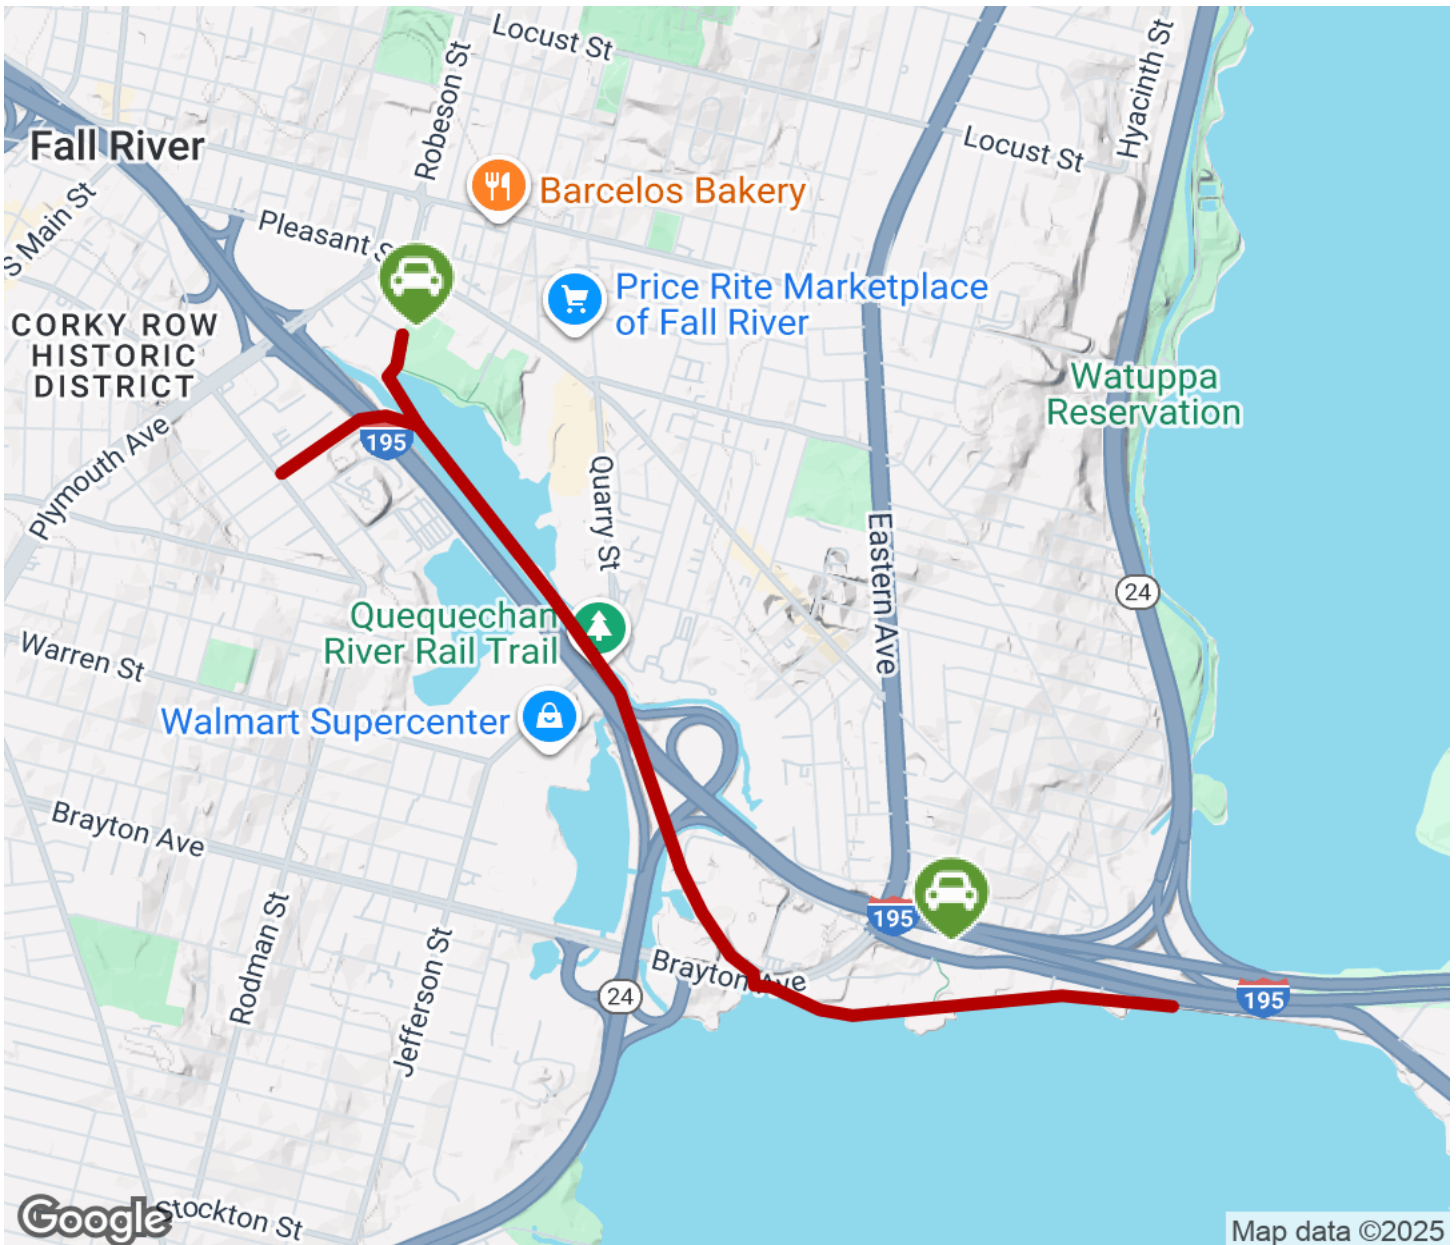 Locust St
Robeson St
Hyacinth St
Fall River
Locust St
Barcelos Bakery
S Main St
Pleasant S
Price Rite Marketplace
of Fall River
CORKY ROW
HISTORIC
DISTRICT
Watuppa
Reservation
195
Plymouth Ave
Quarry St
Eastern Ave
24
Quequechan
River Rail Trail
Warren St
Walmart Supercenter
Brayton Ave
195
Rodman St
Jefferson St
Brayton Ave
24
195
Stockton St
Google
Map data ©2025